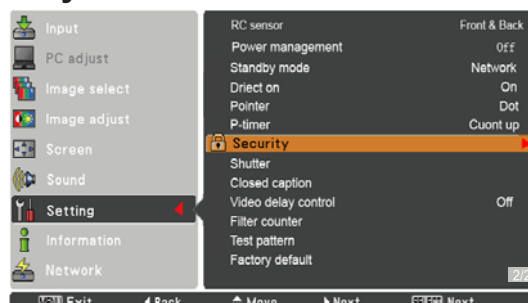 Input
PC adjust
Image select
Image adjust
Screen
Sound
Setting
Information
Network
RC sensor Front & Back
Power management Off
Standby mode Network
Driect on On
Pointer Dot
P-timer Cuont up
Security
Shutter
Closed caption
Video delay control Off
Filter counter
Test pattern
Factory default
2/2
Exit Back Move Next Next